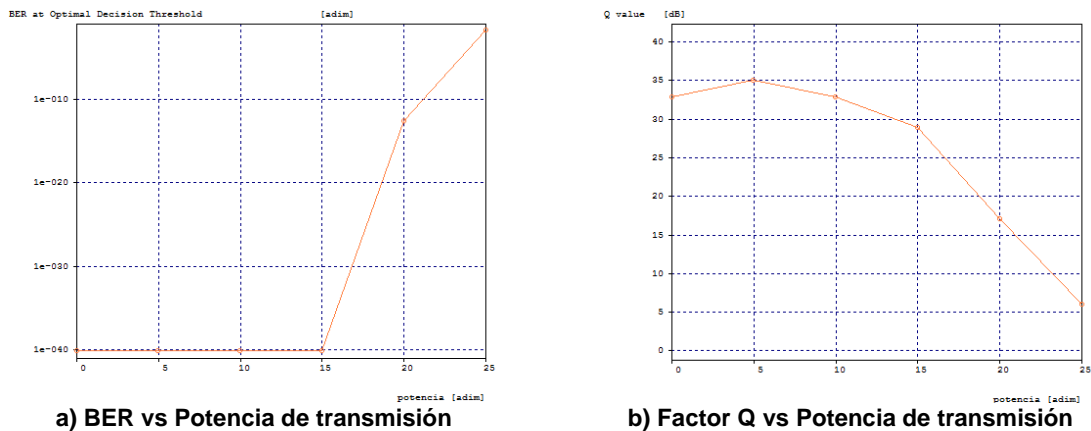 BER at Optimal Decision Threshold [adim]
1e-010
1e-020
1e-030
1e-040
0 5 10 15 20 25
potencia [adim]
a) BER vs Potencia de transmisión
Q value [dB]
40
35
30
25
20
15
10
5
0
0 5 10 15 20 25
potencia [adim]
b) Factor Q vs Potencia de transmisión